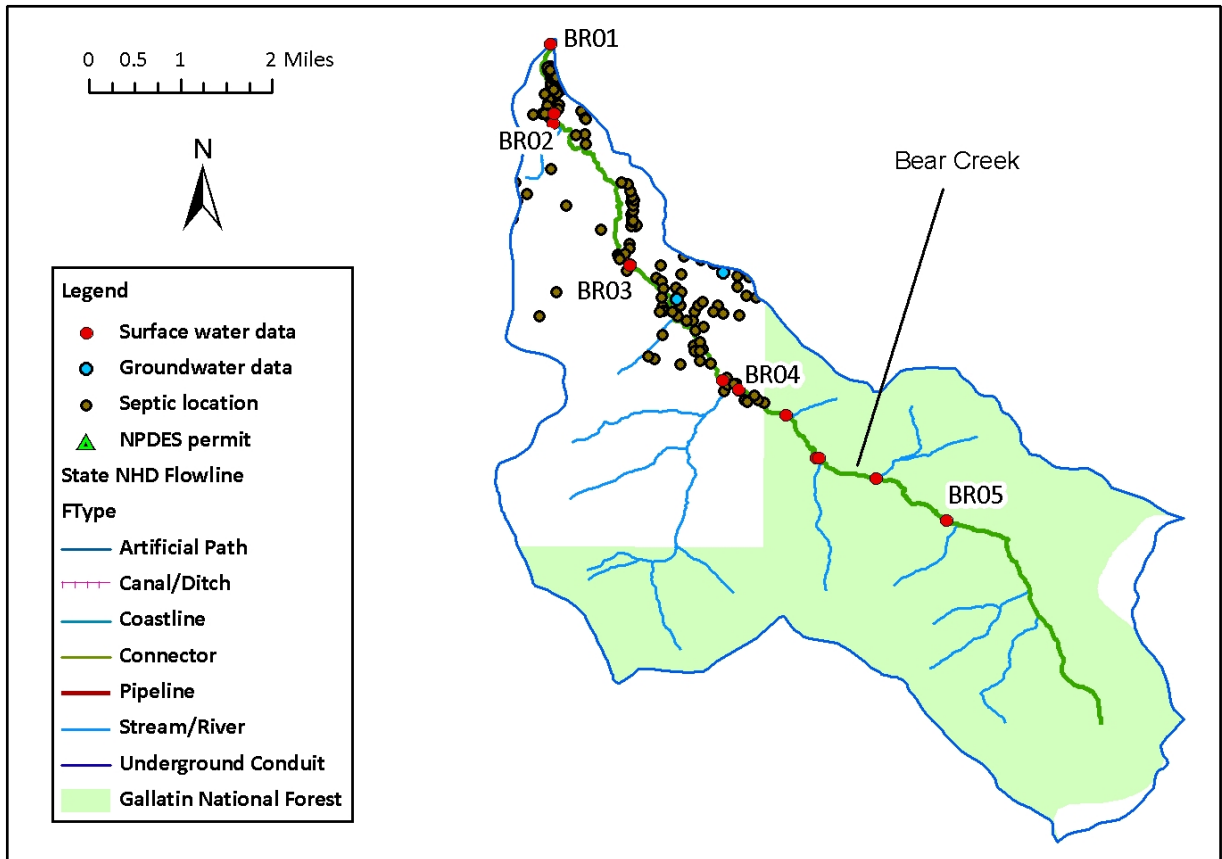 0 0.5 1 2 Miles
N
Legend
Surface water data
Groundwater data
Septic location
NPDES permit
State NHD Flowline
FType
Artificial Path
Canal/Ditch
Coastline
Connector
Pipeline
Stream/River
Underground Conduit
Gallatin National Forest
BR01
BR02
Bear Creek
BR03
BR04
BR05